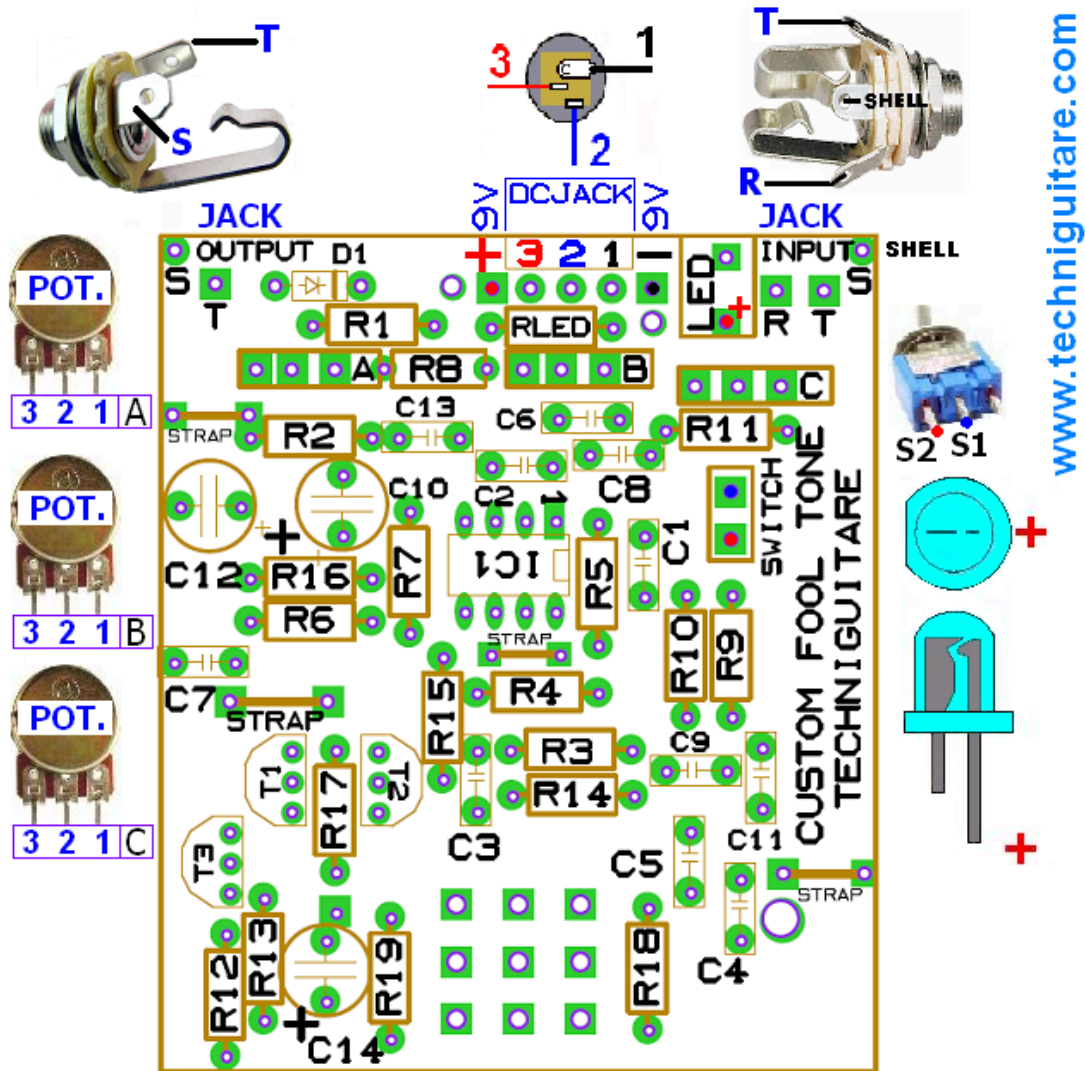 T
S
3
1
2
T
SHELL
R
www.techniguitare.com
JACK
9V
DCJACK
9V
JACK
OUTPUT
D1
+
3
2
1
–
LED
+
INPUT
S
SHELL
S
T
R
T
POT.
3 2 1 A
R1
RLED
A
R8
B
C
STRAP
C13
C6
R2
R11
C10
C2
1
C8
S2
S1
SWITCH
CUSTOM FOOL TONE
TECHNIGUITARE
POT.
3 2 1 B
C12
+
+
+
R16
R7
IC1
R5
C1
+
R6
STRAP
R10
R9
C7
STRAP
R15
R4
POT.
3 2 1 C
T1
R17
T2
R3
C9
R14
C3
C11
+
T3
C5
STRAP
R12
R13
R19
R18
C4
+
C14